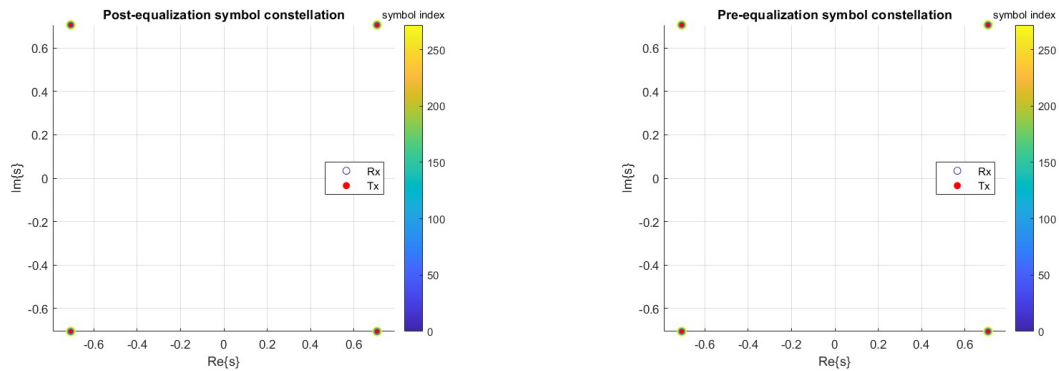 Post-equalization symbol constellation
symbol index
0.6
0.4
0.2
0
-0.2
-0.4
-0.6
Im{s}
-0.6 -0.4 -0.2 0 0.2 0.4 0.6
Re{s}
Rx
Tx
250
200
150
100
50
0
Pre-equalization symbol constellation
symbol index
0.6
0.4
0.2
0
-0.2
-0.4
-0.6
Im{s}
-0.6 -0.4 -0.2 0 0.2 0.4 0.6
Re{s}
Rx
Tx
250
200
150
100
50
0